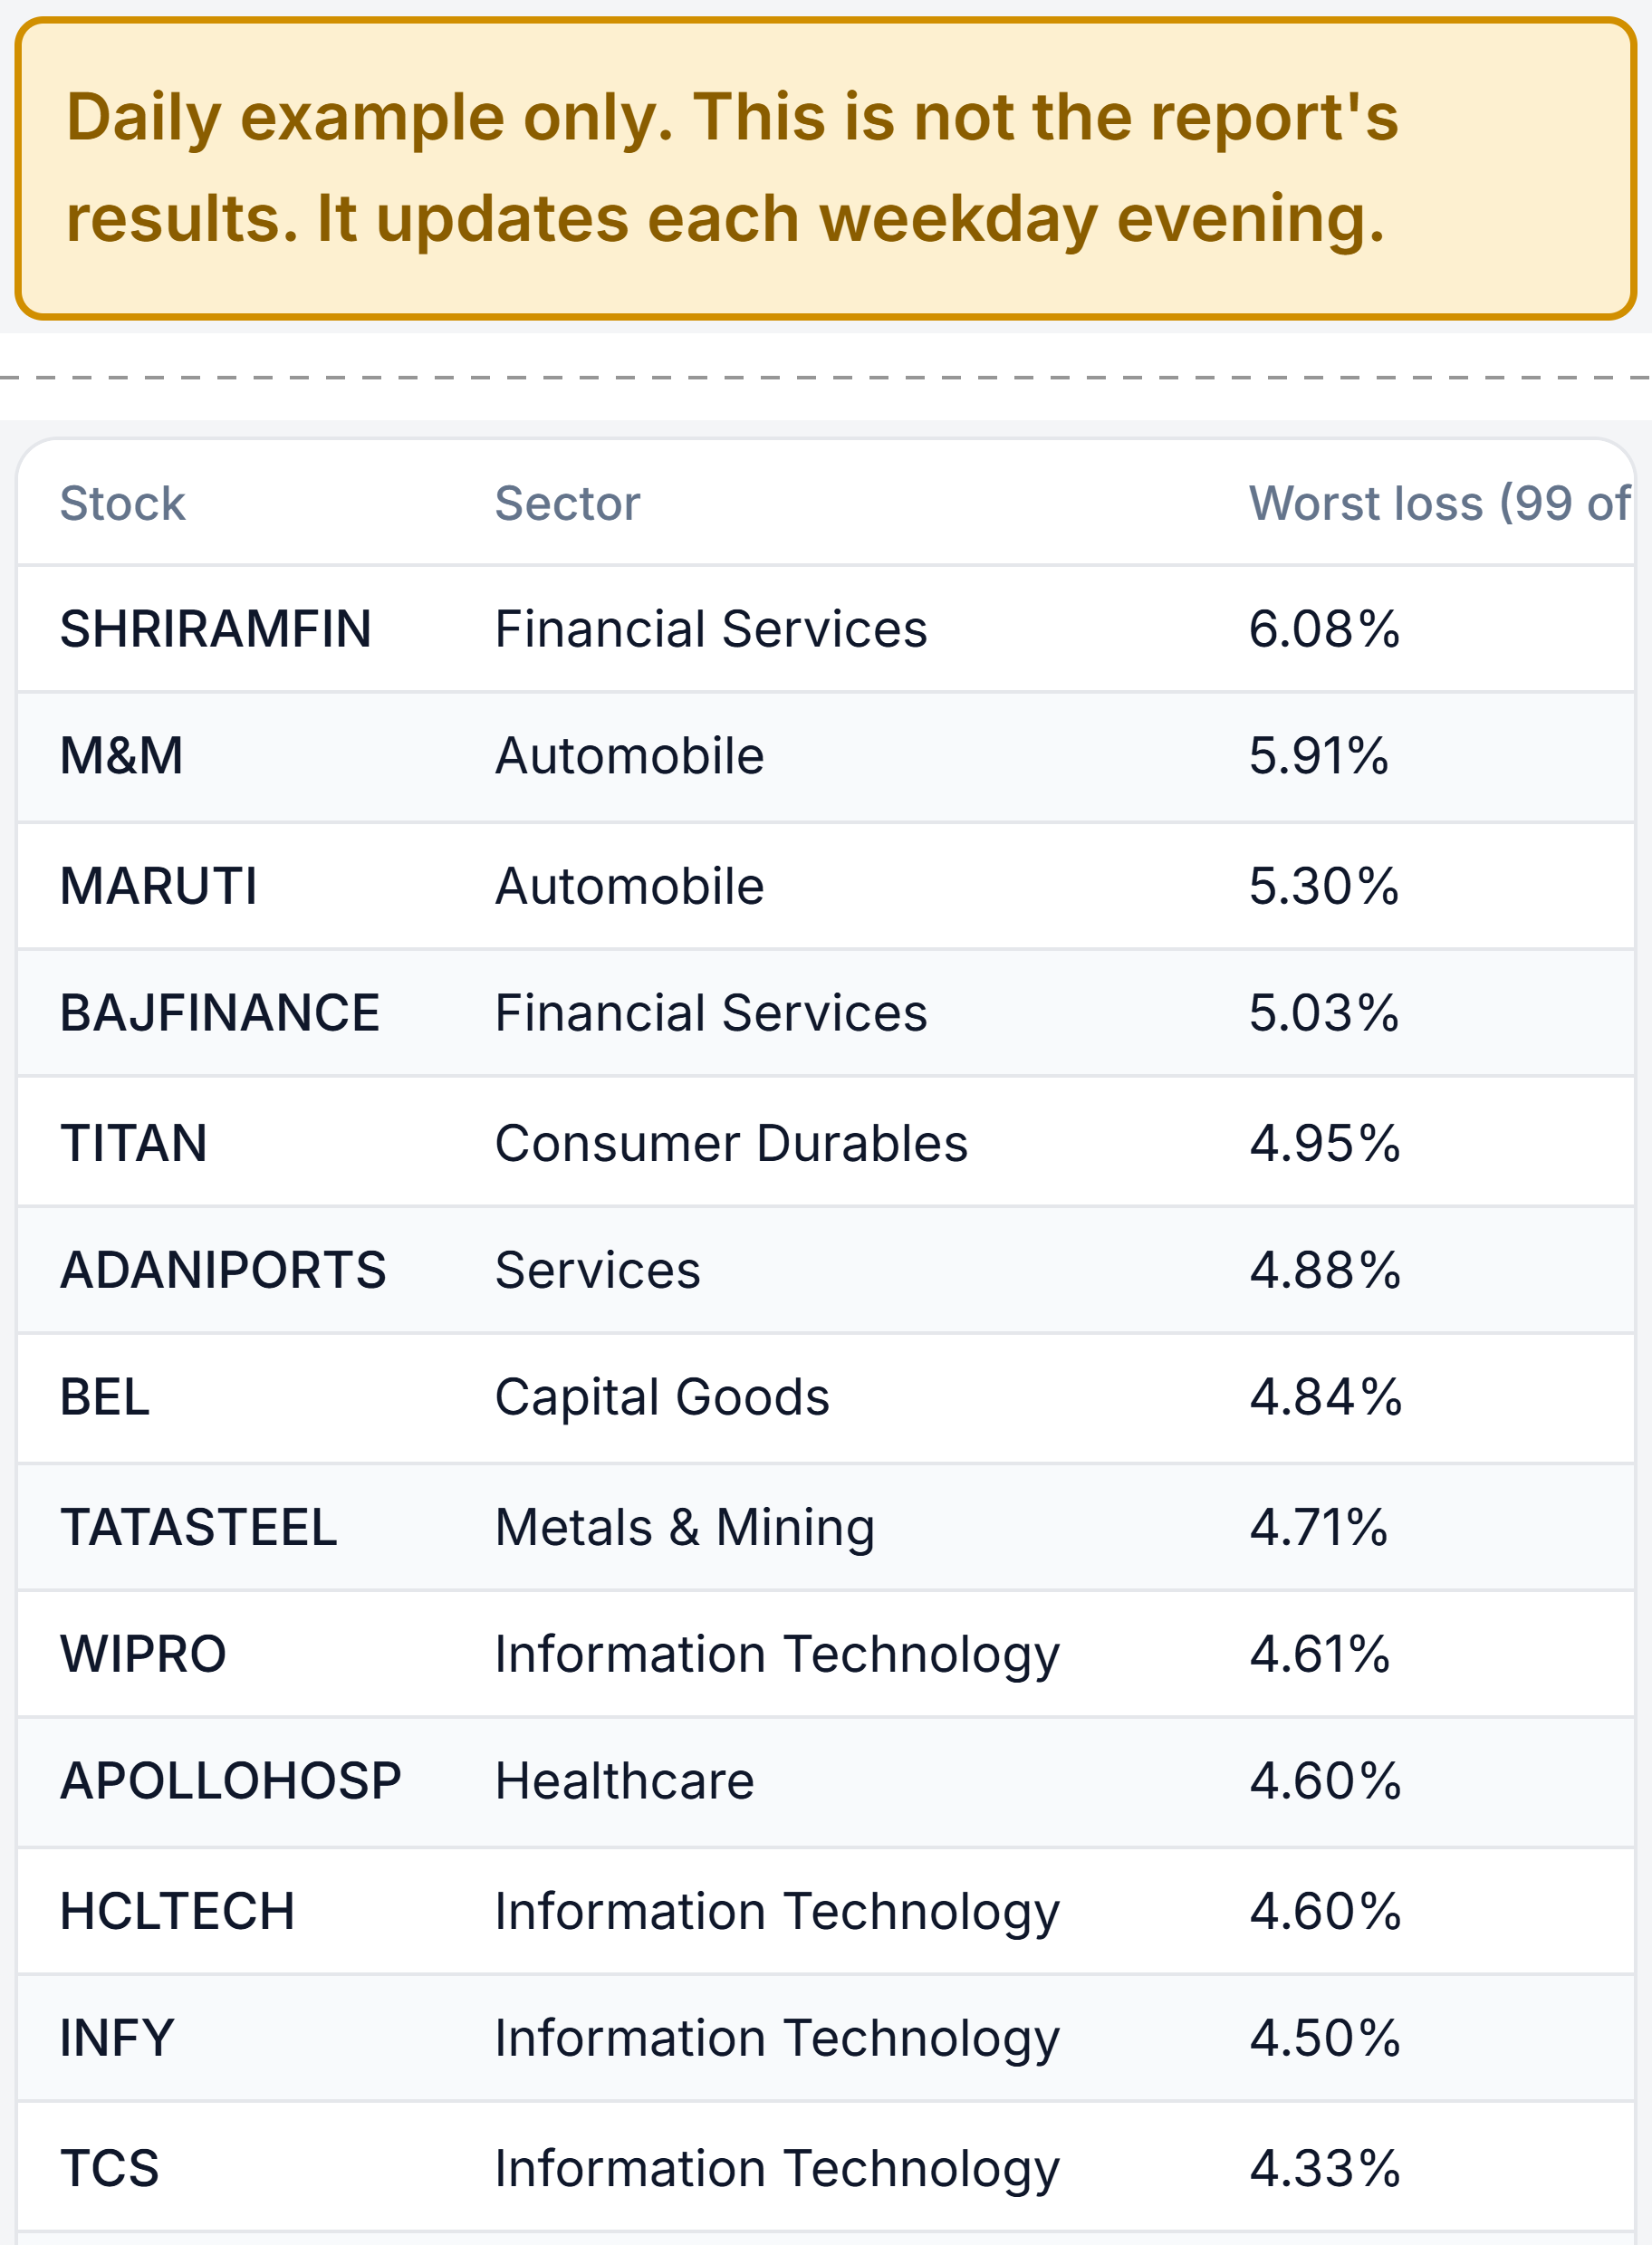 Daily example only. This is not the report's
results. It updates each weekday evening.
Stock Sector Worst loss (99 of
SHRIRAMFIN Financial Services 6.08%
M&M Automobile 5.91%
MARUTI Automobile 5.30%
BAJFINANCE Financial Services 5.03%
TITAN Consumer Durables 4.95%
ADANIPORTS Services 4.88%
BEL Capital Goods 4.84%
TATASTEEL Metals & Mining 4.71%
WIPRO Information Technology 4.61%
APOLLOHOSP Healthcare 4.60%
HCLTECH Information Technology 4.60%
INFY Information Technology 4.50%
TCS Information Technology 4.33%